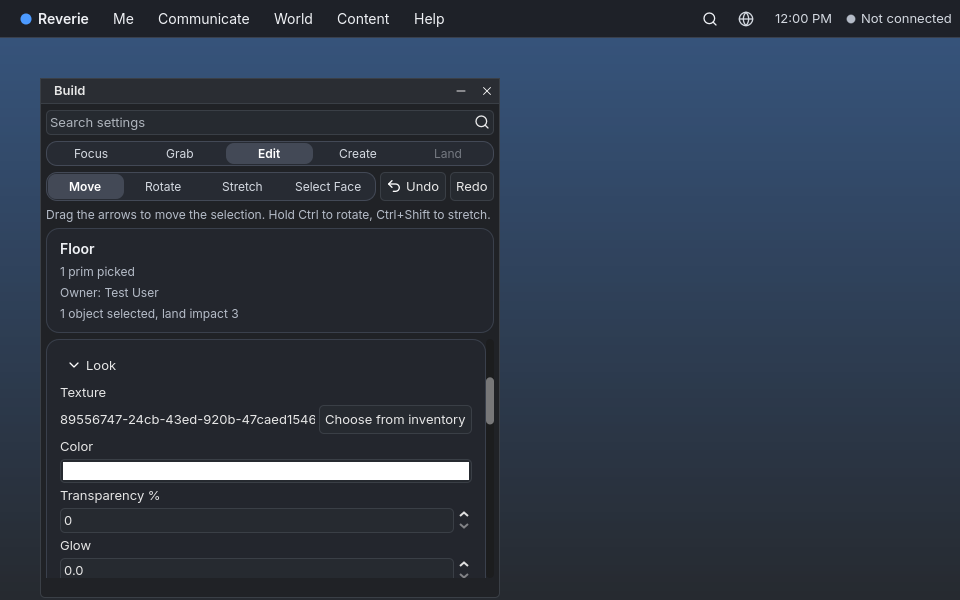 Reverie Me Communicate World Content Help 12:00 PM Not connected
Build
Search settings
Focus Grab Edit Create Land
Move Rotate Stretch Select Face Undo Redo
Drag the arrows to move the selection. Hold Ctrl to rotate, Ctrl+Shift to stretch.
Floor
1 prim picked
Owner: Test User
1 object selected, land impact 3
Look
Texture
89556747-24cb-43ed-920b-47caed1546 Choose from inventory
Color
Transparency %
0
Glow
0.0